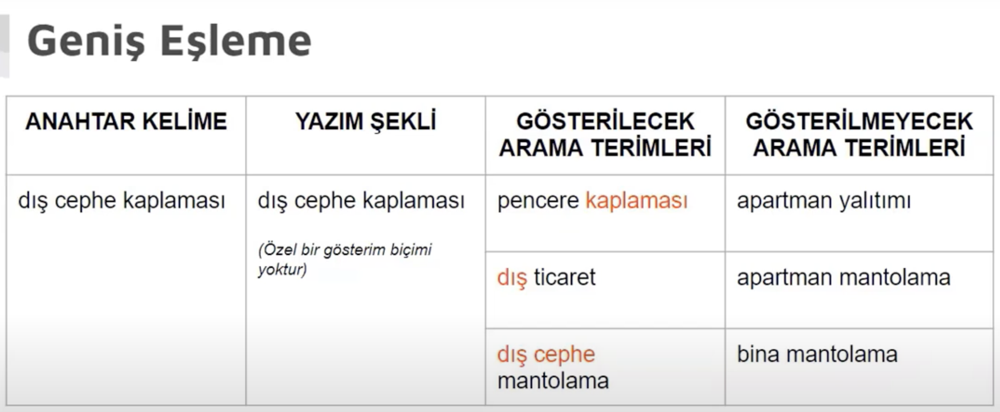 Geniş Eşleme
ANAHTAR KELİME
YAZIM ŞEKLİ
GÖSTERİLECEK
ARAMA TERİMLERİ
GÖSTERİLMEYECEK
ARAMA TERİMLERİ
dış cephe kaplaması
dış cephe kaplaması
(Özel bir gösterim biçimi
yoktur)
pencere kaplaması
apartman yalıtımı
dış ticaret
apartman mantolama
dış cephe
mantolama
bina mantolama